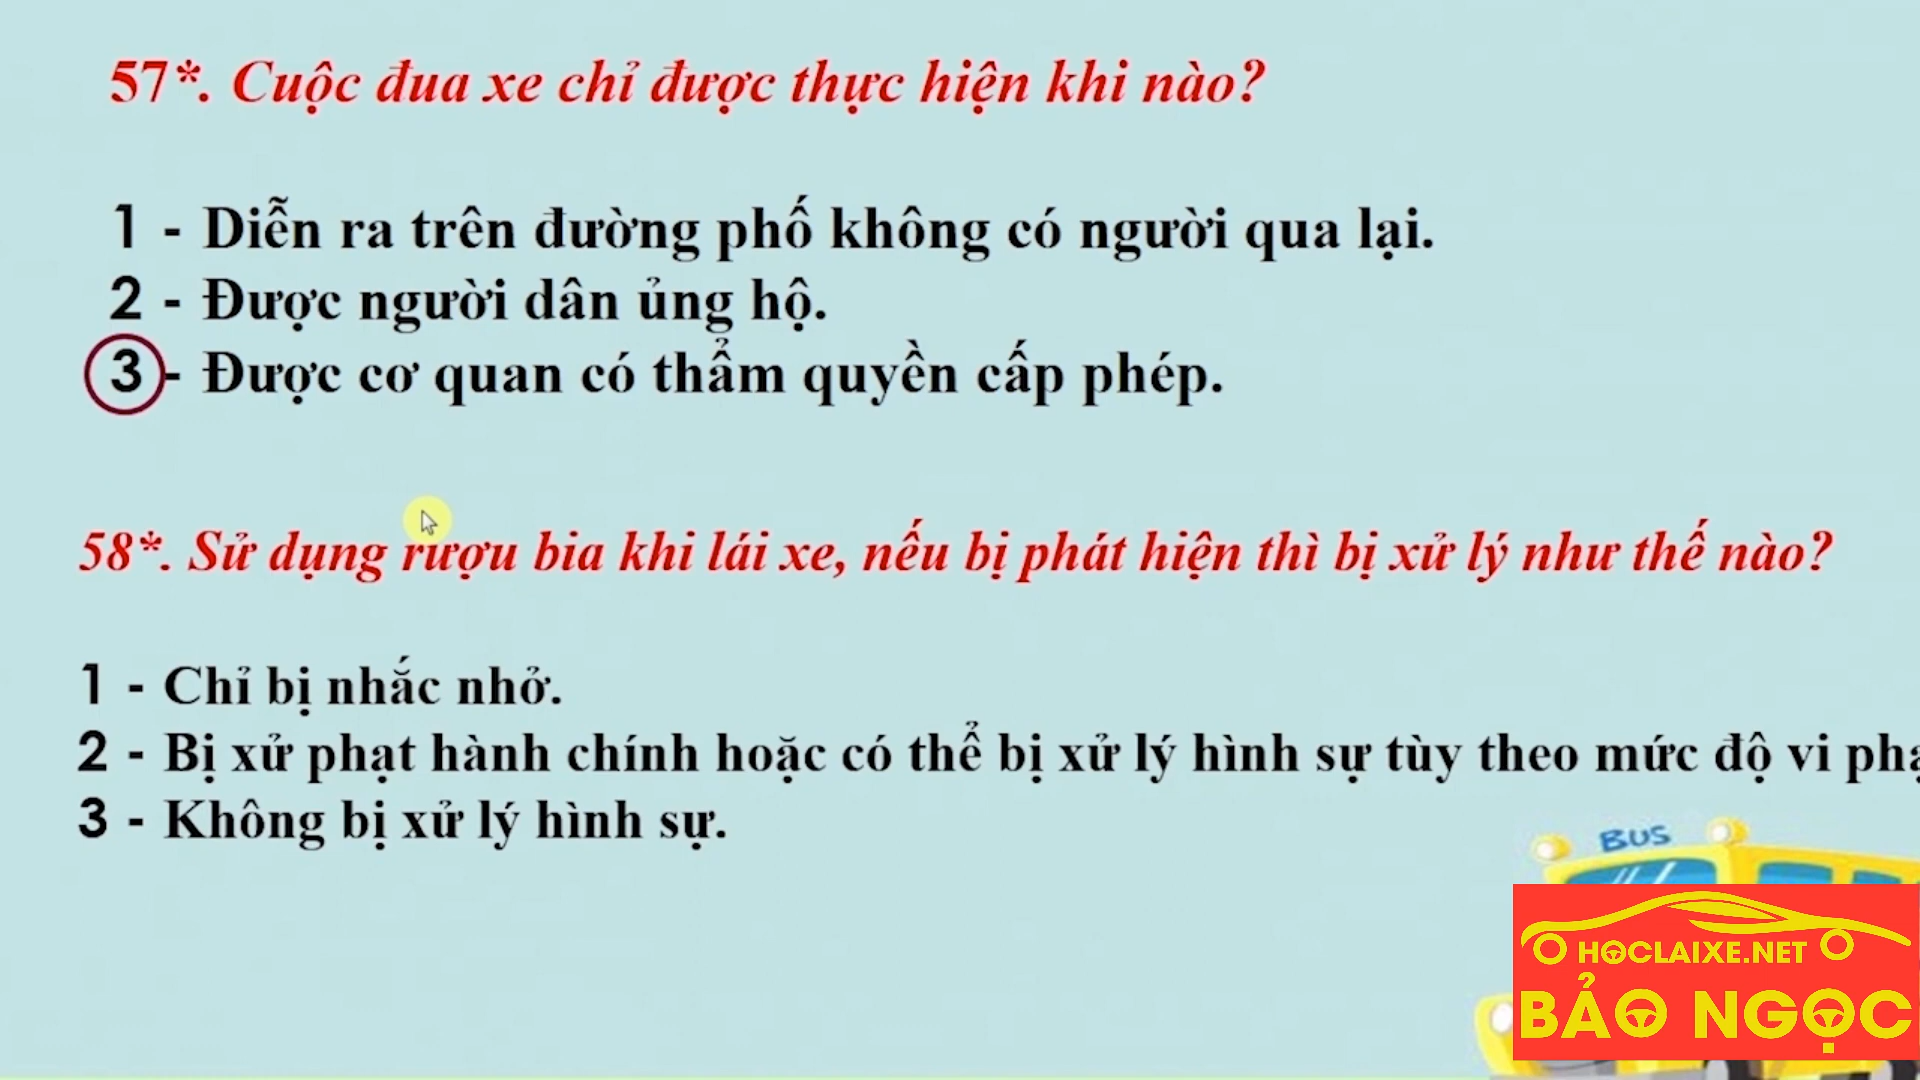 57*. Cuộc đua xe chỉ được thực hiện khi nào?
1 - Diễn ra trên đường phố không có người qua lại.
2 - Được người dân ủng hộ.
3 - Được cơ quan có thẩm quyền cấp phép.
58*. Sử dụng rượu bia khi lái xe, nếu bị phát hiện thì bị xử lý như thế nào?
1 - Chỉ bị nhắc nhở.
2 - Bị xử phạt hành chính hoặc có thể bị xử lý hình sự tùy theo mức độ vi
3 - Không bị xử lý hình sự.
BUS
HỌCLAIXE.NET
BẢO NGỌC